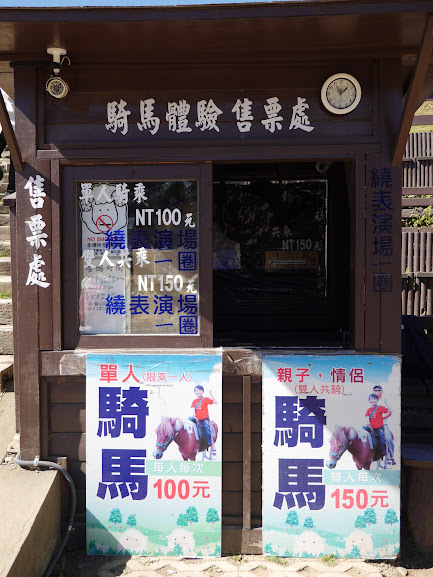 騎馬體驗 售票處
售票處
單人騎乘
NT100元
繞表演場一圈
雙人共乘
NT150元
繞表演場一圈
NO SMOKING
共乘
NT150元
繞表演場一圈
單人(限乘一人)
騎馬
每人每次
100元
親子,情侶
(雙人共騎)
騎馬
雙人每次
150元